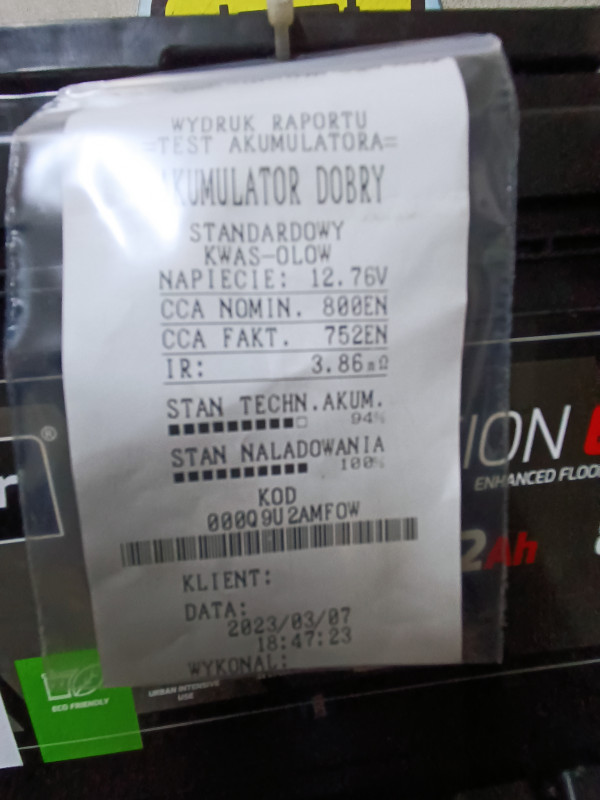 WYDRUK RAPORTU
=TEST AKUMULATORA=
AKUMULATOR DOBRY
STANDARDOWY
KWAS-OLOW
NAPIECIE: 12.76V
CCA NOMIN. 800EN
CCA FAKT. 752EN
IR: 3.86mΩ
STAN TECHN.AKUM.
94%
STAN NALADOWANIA
100%
KOD
000Q9U2AMFOW
KLIENT:
DATA:
2023/03/07
18:47:23
WYKONAL:
ION
ENHANCED
2Ah
r®
ECO FRIENDLY
URBAN INTENSIVE
USE